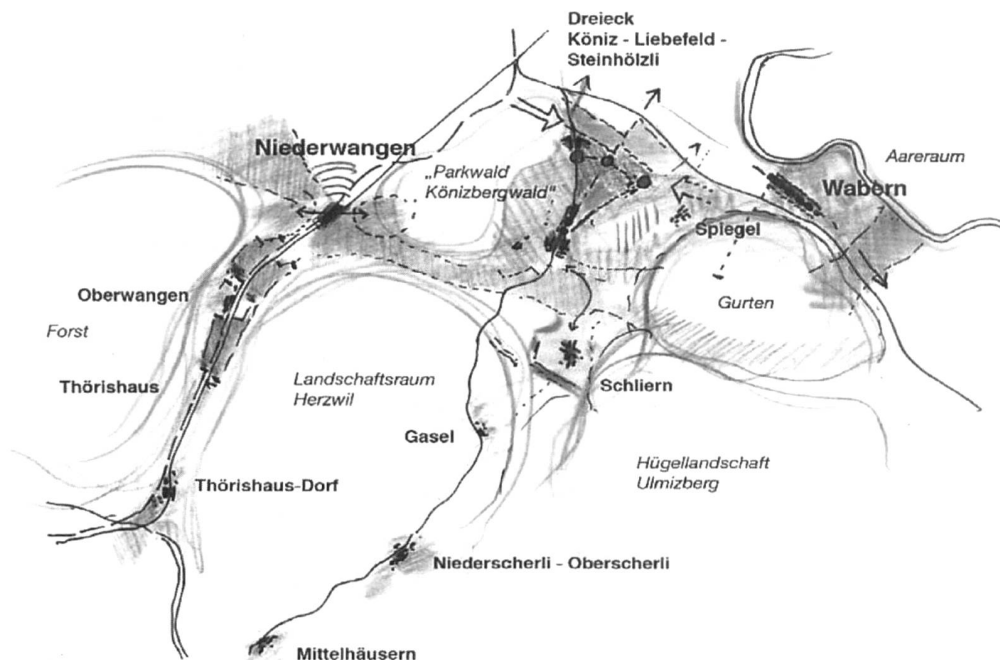 Dreieck
Köniz - Liebefeld -
Steinhölzli
Niederwangen
„Parkwald
Könizbergwald“
Aareraum
Wabern
Spiegel
Oberwangen
Gurten
Forst
Thörishaus
Landschaftsraum
Herzwil
Schliern
Gasel
Hügellandschaft
Ulmizberg
Thörishaus-Dorf
Niederscherli - Oberscherli
Mittelhäusern